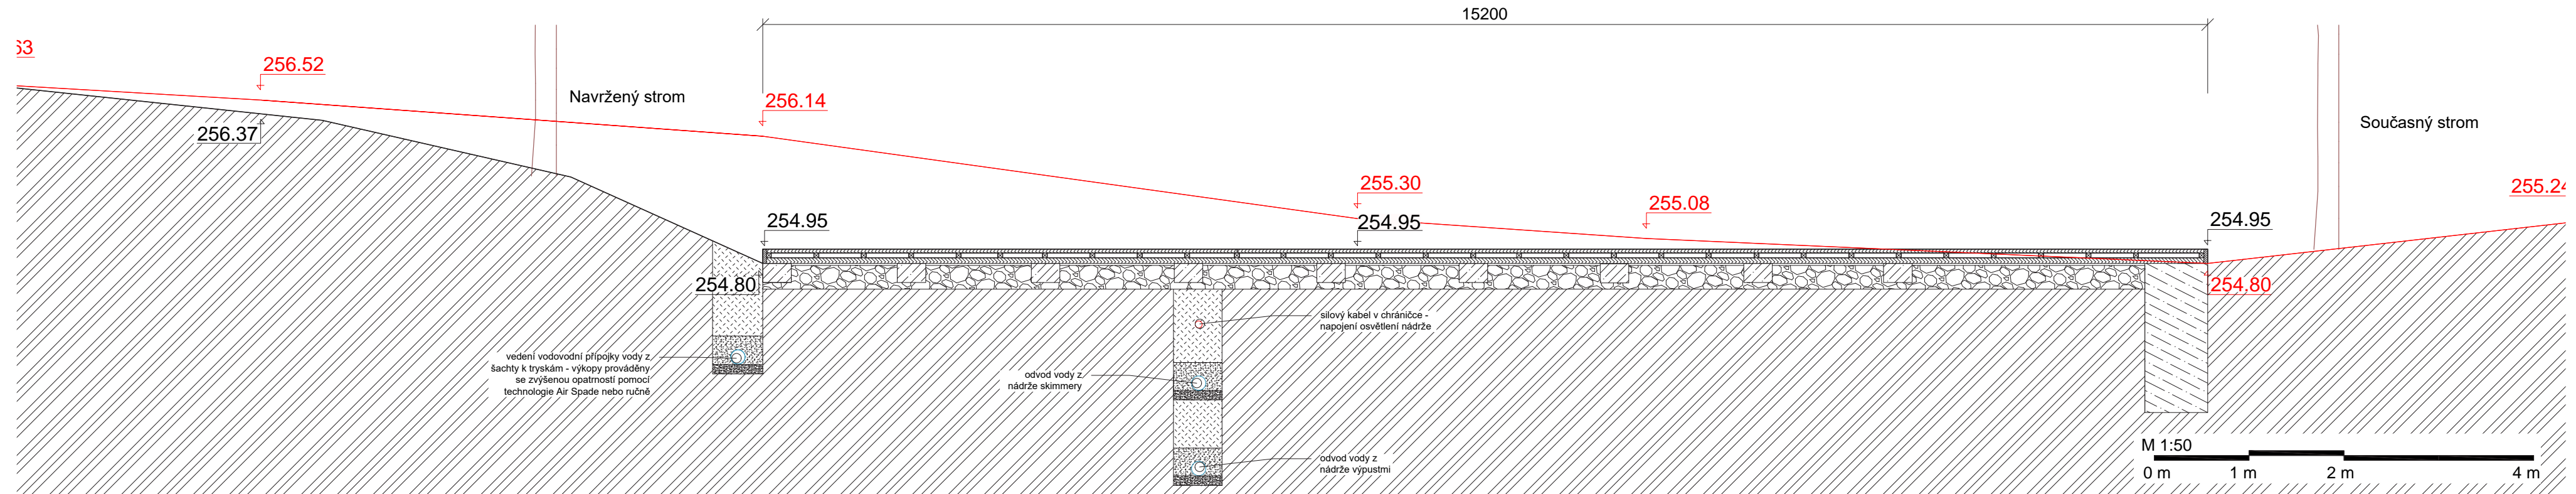 15200
63
256.52
Navržený strom
256.14
256.37
Současný strom
255.30
255.08
255.24
254.95
254.95
254.95
254.80
254.80
silový kabel v chráničce -
napojení osvětlení nádrže
vedení vodovodní přípojky vody z
šachty k tryskám - výkopy prováděny
se zvýšenou opatrností pomocí
technologie Air Spade nebo ručně
odvod vody z
nádrže skimmery
odvod vody z
nádrže výpustmi
M 1:50
0 m 1 m 2 m 4 m